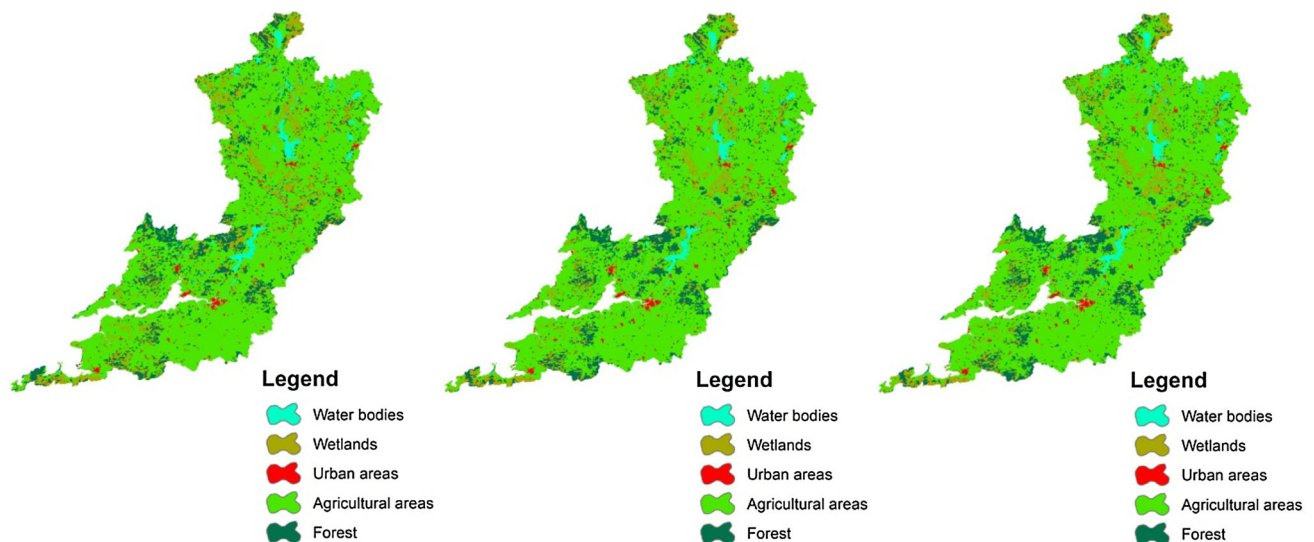 Legend
Water bodies
Wetlands
Urban areas
Agricultural areas
Forest
Legend
Water bodies
Wetlands
Urban areas
Agricultural areas
Forest
Legend
Water bodies
Wetlands
Urban areas
Agricultural areas
Forest